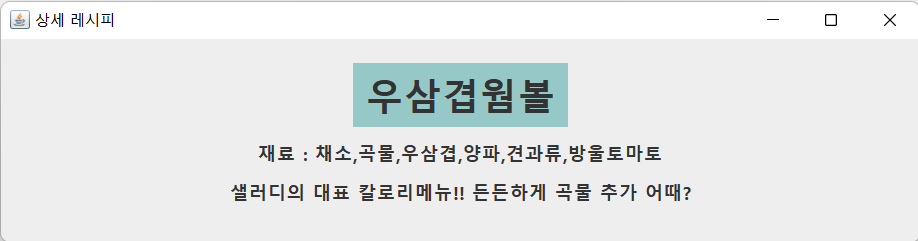 상세 레시피
우삼겹웜볼
재료 : 채소,곡물,우삼겹,양파,견과류,방울토마토
샐러디의 대표 칼로리메뉴!! 든든하게 곡물 추가 어때?